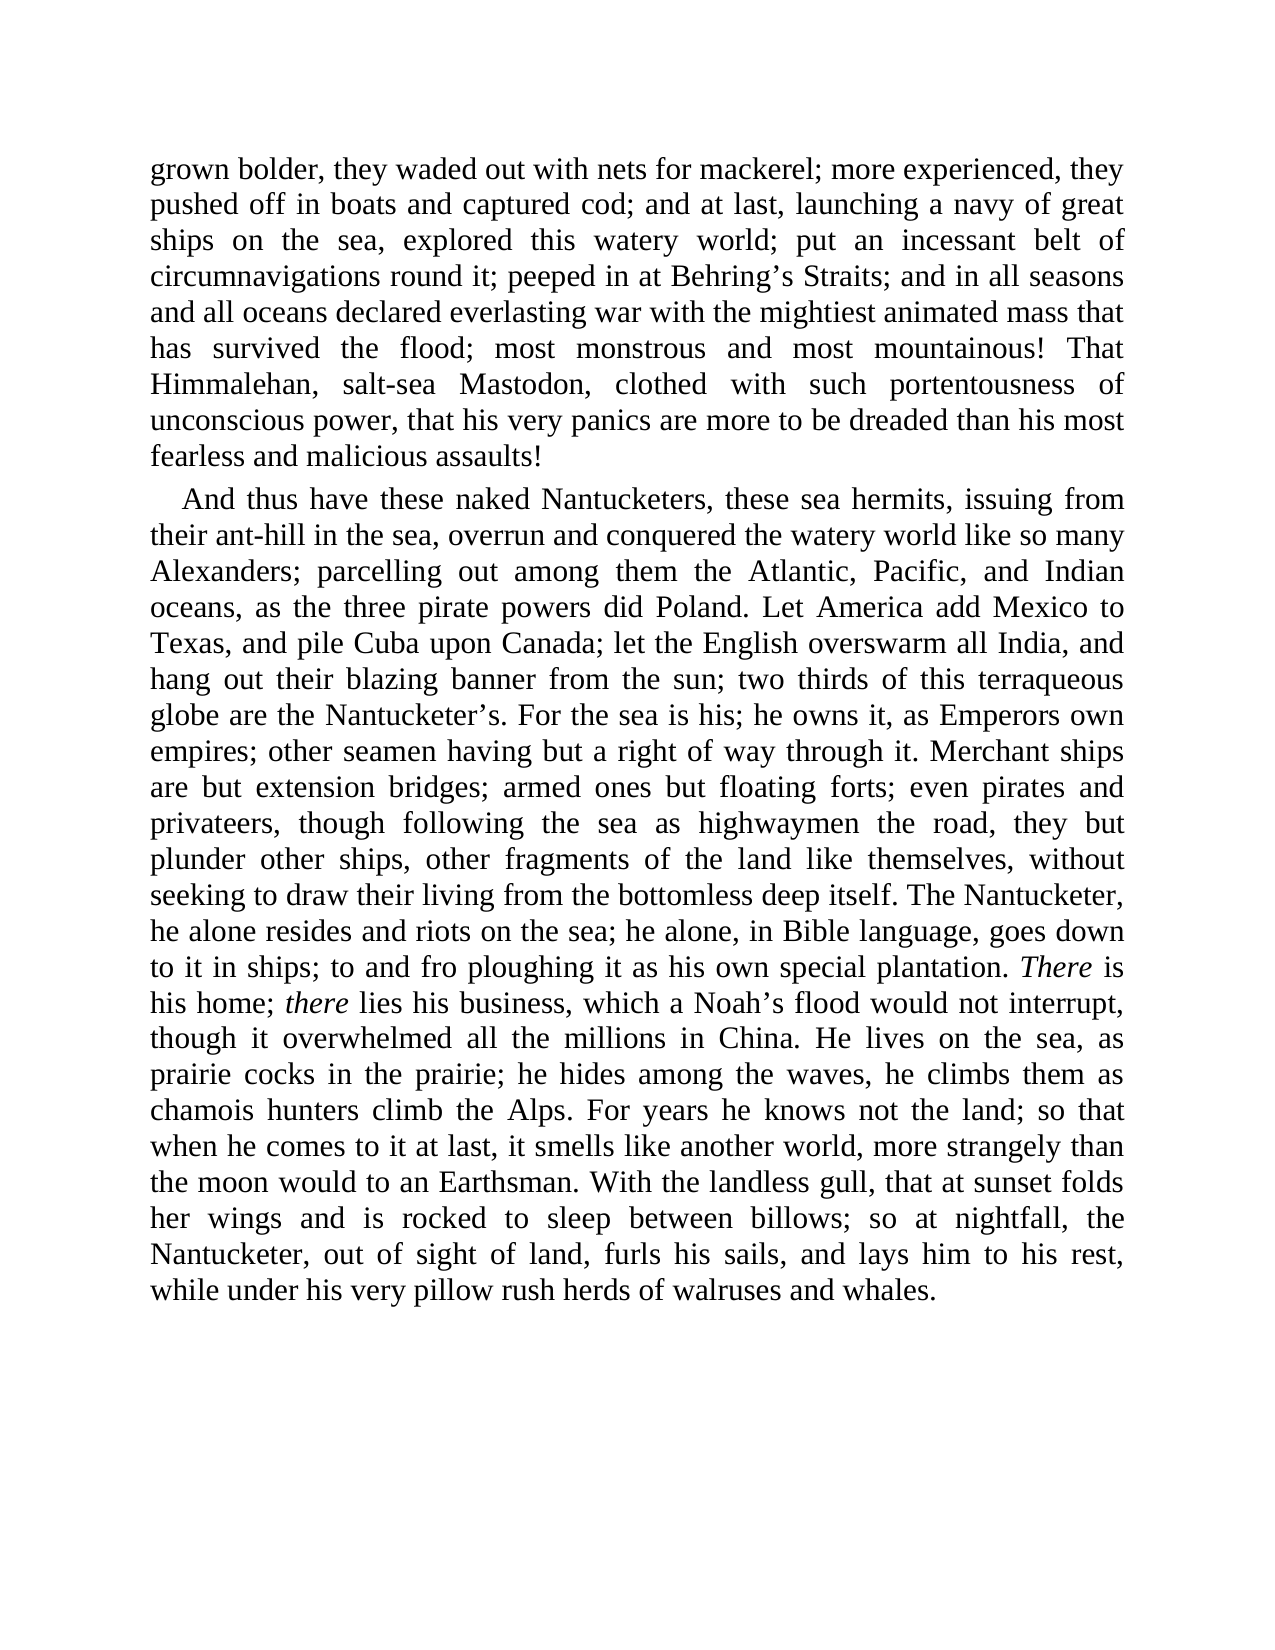 grown bolder, they waded out with nets for mackerel; more experienced, they
pushed off in boats and captured cod; and at last, launching a navy of great
ships on the sea, explored this watery world; put an incessant belt of
circumnavigations round it; peeped in at Behring’s Straits; and in all seasons
and all oceans declared everlasting war with the mightiest animated mass that
has survived the flood; most monstrous and most mountainous! That
Himmalehan, salt-sea Mastodon, clothed with such portentousness of
unconscious power, that his very panics are more to be dreaded than his most
fearless and malicious assaults!
And thus have these naked Nantucketers, these sea hermits, issuing from
their ant-hill in the sea, overrun and conquered the watery world like so many
Alexanders; parcelling out among them the Atlantic, Pacific, and Indian
oceans, as the three pirate powers did Poland. Let America add Mexico to
Texas, and pile Cuba upon Canada; let the English overswarm all India, and
hang out their blazing banner from the sun; two thirds of this terraqueous
globe are the Nantucketer’s. For the sea is his; he owns it, as Emperors own
empires; other seamen having but a right of way through it. Merchant ships
are but extension bridges; armed ones but floating forts; even pirates and
privateers, though following the sea as highwaymen the road, they but
plunder other ships, other fragments of the land like themselves, without
seeking to draw their living from the bottomless deep itself. The Nantucketer,
he alone resides and riots on the sea; he alone, in Bible language, goes down
to it in ships; to and fro ploughing it as his own special plantation. There is
his home; there lies his business, which a Noah’s flood would not interrupt,
though it overwhelmed all the millions in China. He lives on the sea, as
prairie cocks in the prairie; he hides among the waves, he climbs them as
chamois hunters climb the Alps. For years he knows not the land; so that
when he comes to it at last, it smells like another world, more strangely than
the moon would to an Earthsman. With the landless gull, that at sunset folds
her wings and is rocked to sleep between billows; so at nightfall, the
Nantucketer, out of sight of land, furls his sails, and lays him to his rest,
while under his very pillow rush herds of walruses and whales.